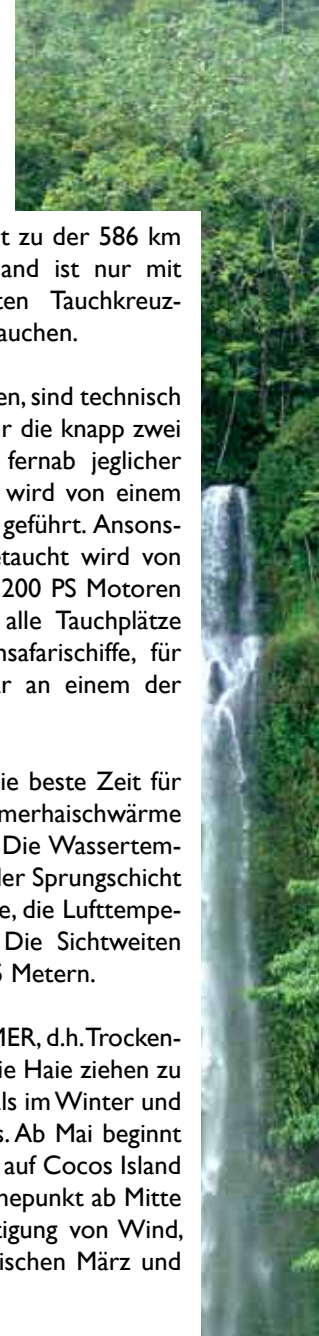 t zu der 586 km
and ist nur mit
ten Tauchkreuz-
auchen.
en, sind technisch
r die knapp zwei
fernab jeglicher
wird von einem
geführt. Ansons-
etaucht wird von
200 PS Motoren
alle Tauchplätze
nsafarischiffe, für
r an einem der
ie beste Zeit für
merhaischwärme
Die Wassertem-
der Sprungschicht
e, die Lufttempe-
Die Sichtweiten
Metern.
MER, d.h. Trocken-
ie Haie ziehen zu
als im Winter und
s. Ab Mai beginnt
auf Cocos Island
hepunkt ab Mitte
tigung von Wind,
ischen März und